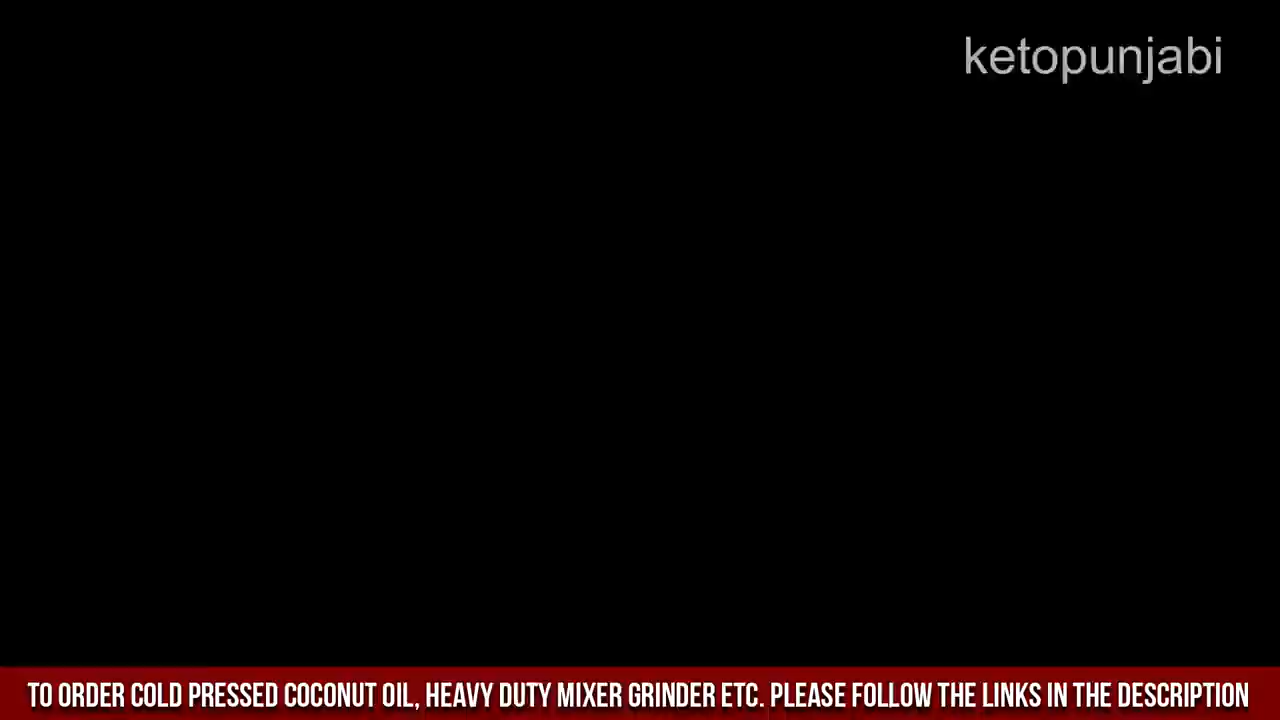 ketopunjabi
TO ORDER COLD PRESSED COCONUT OIL, HEAVY DUTY MIXER GRINDER ETC. PLEASE FOLLOW THE LINKS IN THE DESCRIPTION